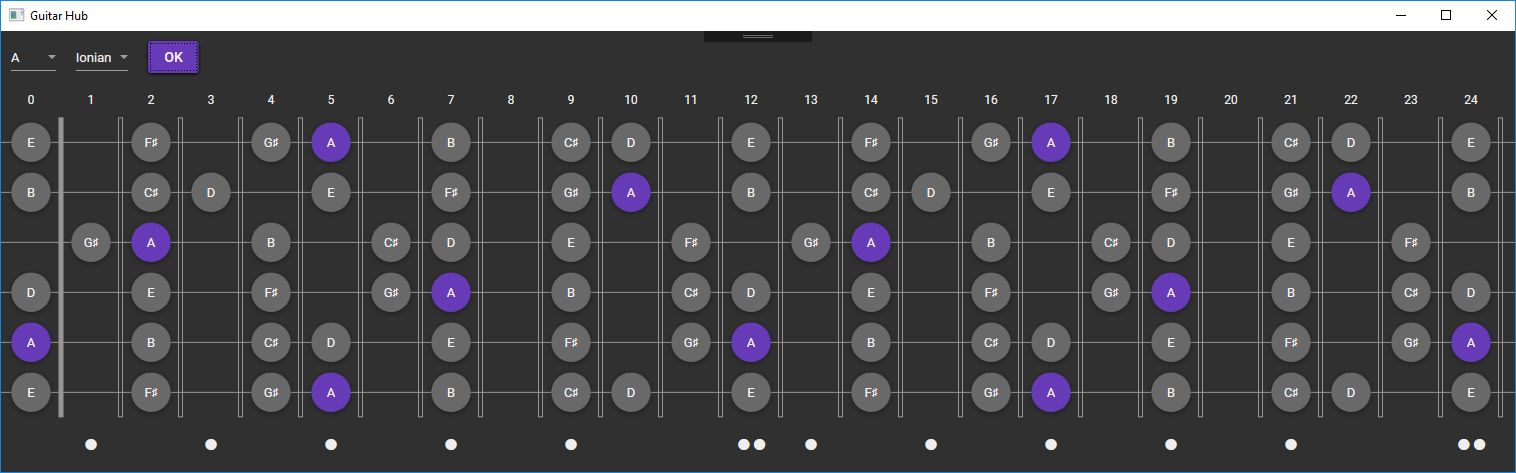 Guitar Hub
A Ionian OK
0 1 2 3 4 5 6 7 8 9 10 11 12 13 14 15 16 17 18 19 20 21 22 23 24
E F♯ G♯ A B C♯ D E F♯ G♯ A B C♯ D E
B C♯ D E F♯ G♯ A B C♯ D E F♯ G♯ A B
G♯ A B C♯ D E F♯ G♯ A B C♯ D E F♯
D E F♯ G♯ A B C♯ D E F♯ G♯ A B C♯ D
A B C♯ D E F♯ G♯ A B C♯ D E F♯ G♯ A
E F♯ G♯ A B C♯ D E F♯ G♯ A B C♯ D E